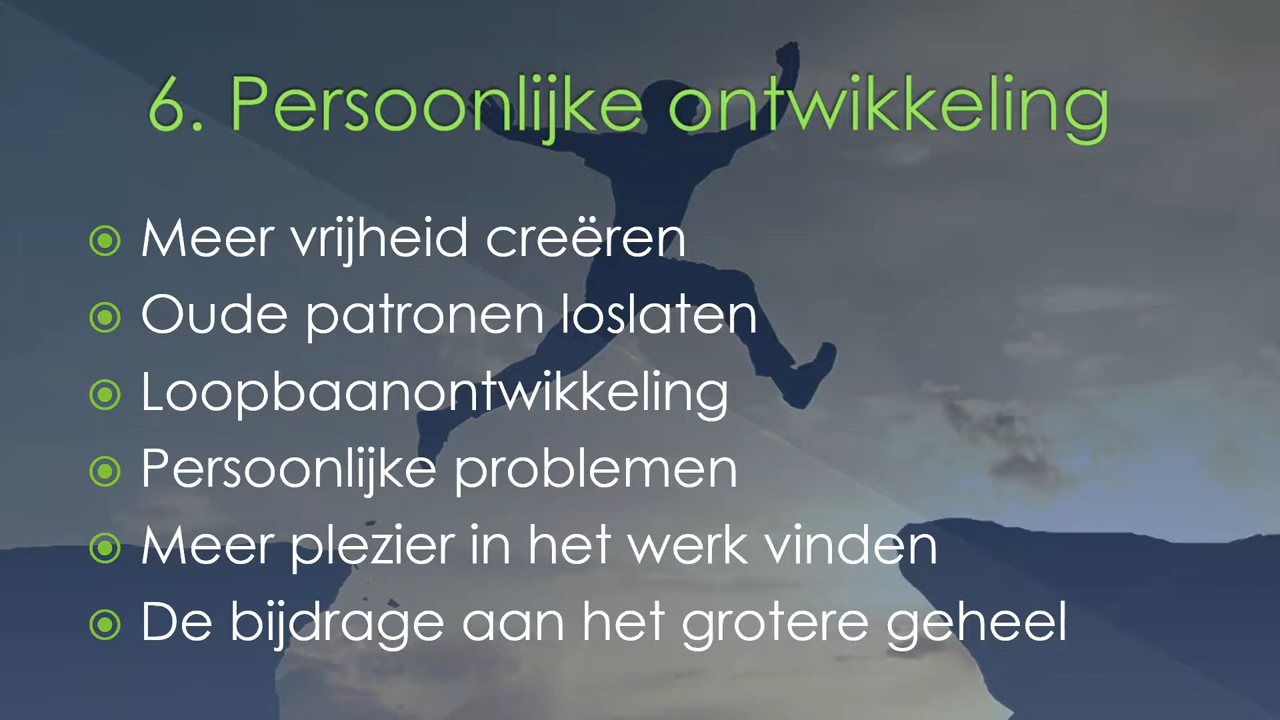 6. Persoonlijke ontwikkeling
Meer vrijheid creëren
Oude patronen loslaten
Loopbaanontwikkeling
Persoonlijke problemen
Meer plezier in het werk vinden
De bijdrage aan het grotere geheel